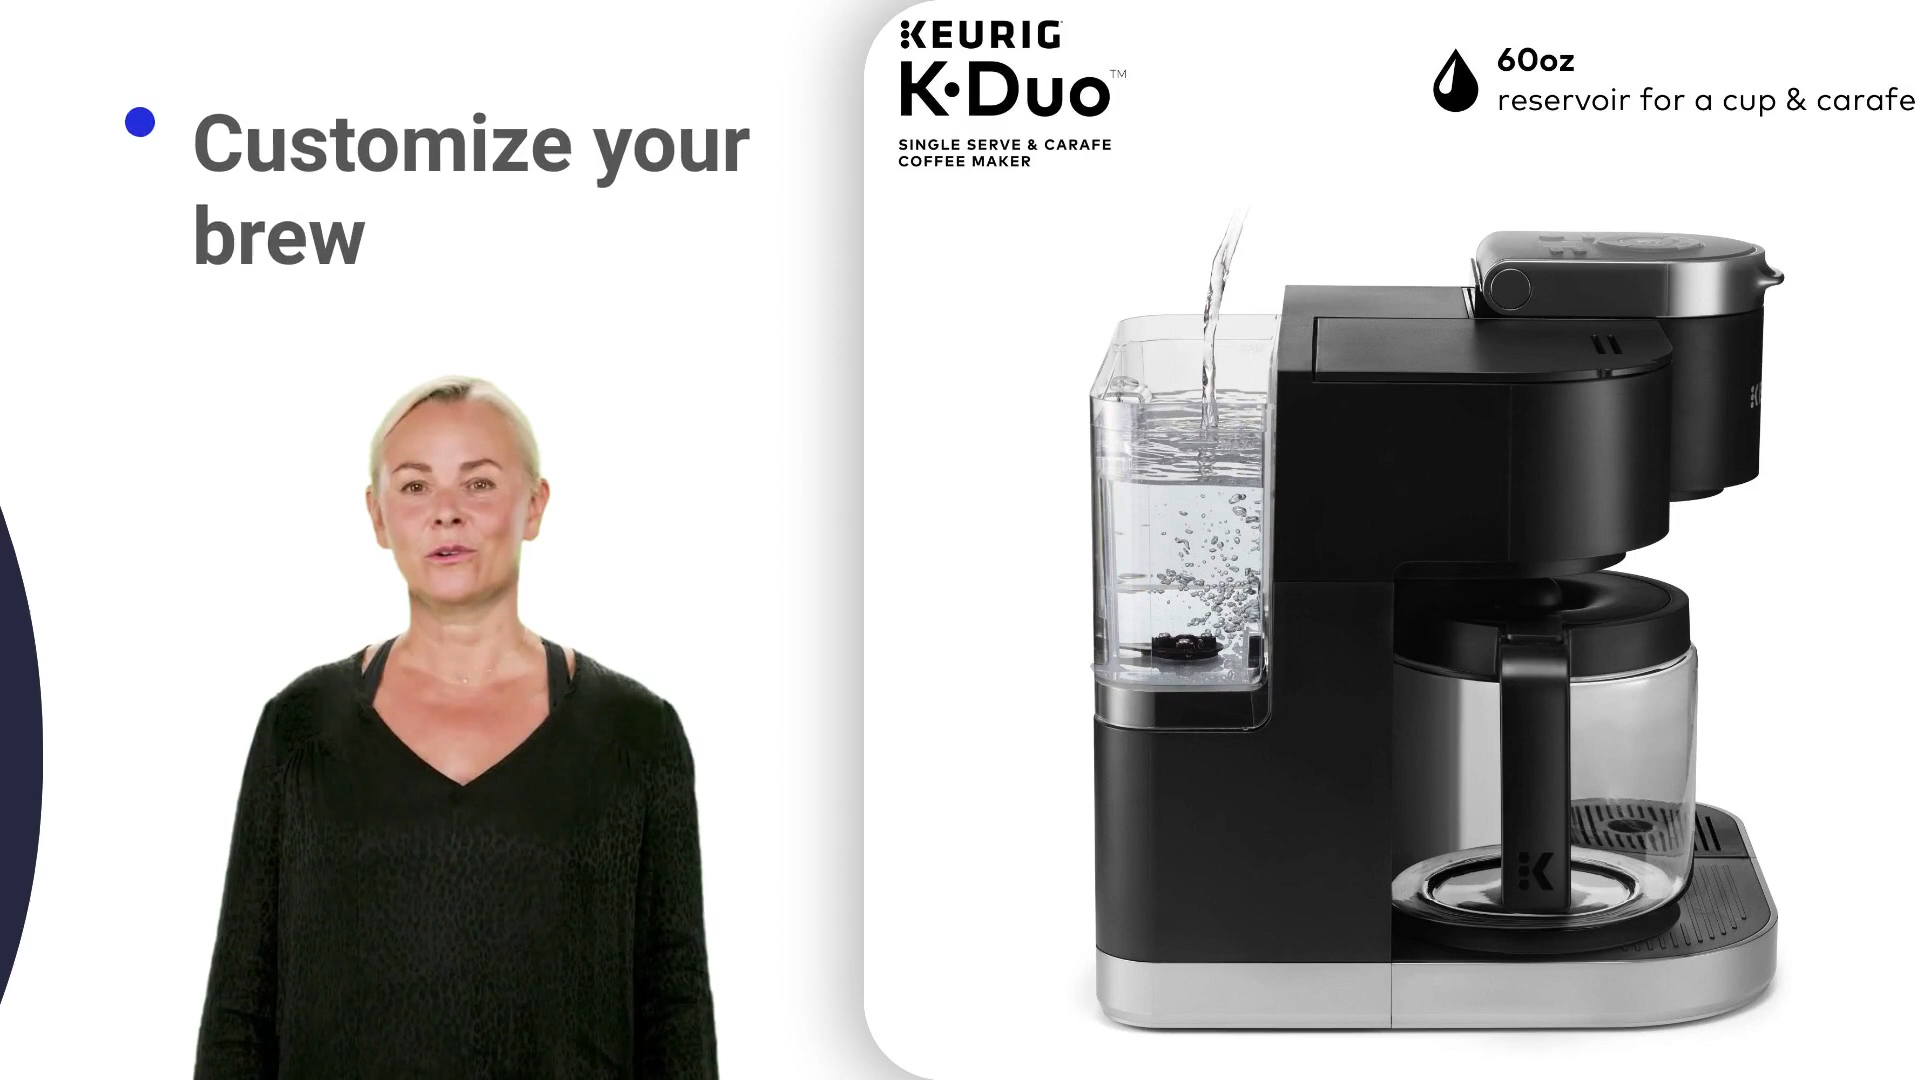 Customize your
brew
KEURIG
K•Duo™
SINGLE SERVE & CARAFE
COFFEE MAKER
60oz
reservoir for a cup & carafe
K